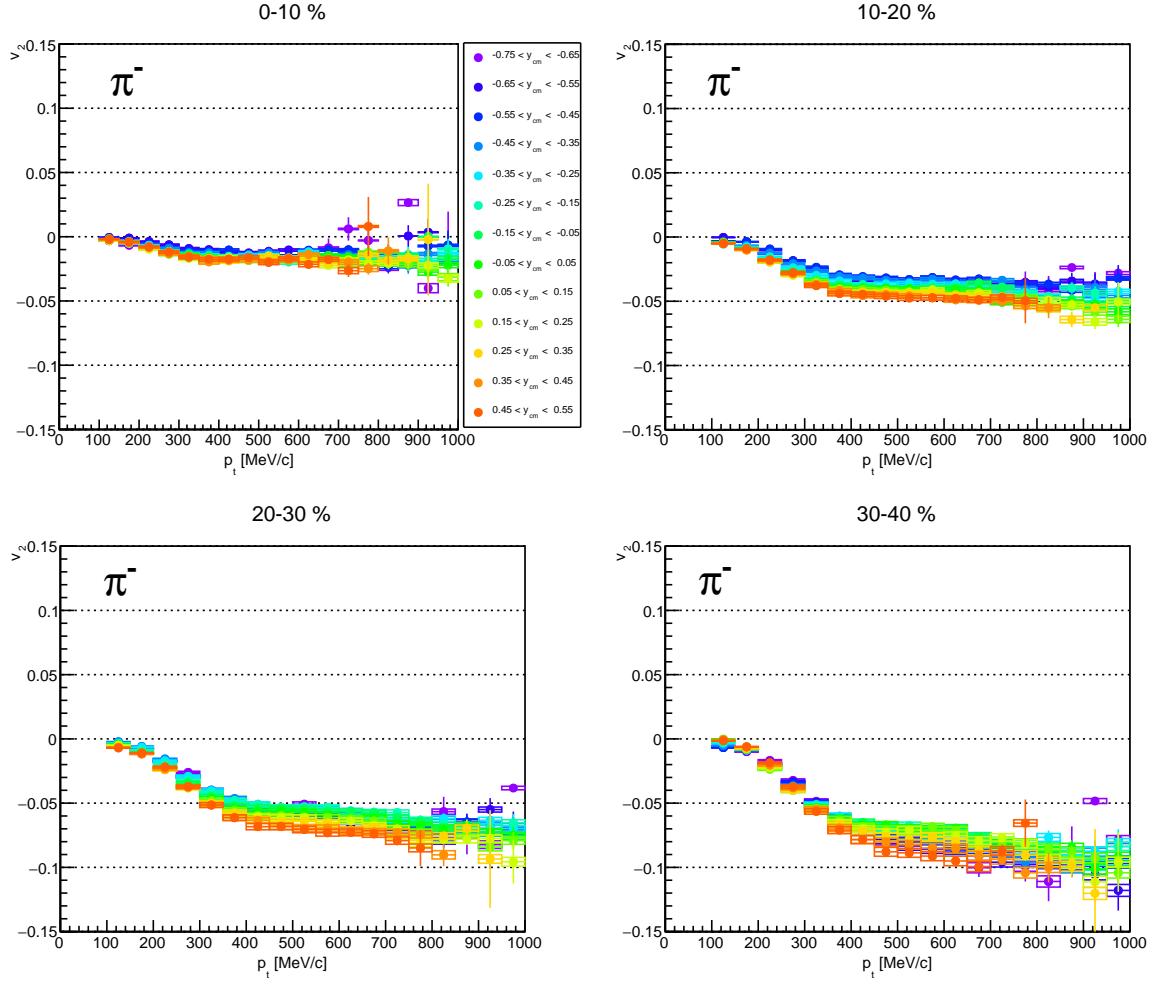 0-10 %
v2
π-
0.15
0.1
0.05
0
−0.05
−0.1
−0.15
0 100 200 300 400 500 600 700 800 900 1000
pt [MeV/c]
-0.75 < ycm < -0.65
-0.65 < ycm < -0.55
-0.55 < ycm < -0.45
-0.45 < ycm < -0.35
-0.35 < ycm < -0.25
-0.25 < ycm < -0.15
-0.15 < ycm < -0.05
-0.05 < ycm < 0.05
0.05 < ycm < 0.15
0.15 < ycm < 0.25
0.25 < ycm < 0.35
0.35 < ycm < 0.45
0.45 < ycm < 0.55
10-20 %
v2
π-
0.15
0.1
0.05
0
−0.05
−0.1
−0.15
0 100 200 300 400 500 600 700 800 900 1000
pt [MeV/c]
20-30 %
v2
π-
0.15
0.1
0.05
0
−0.05
−0.1
−0.15
0 100 200 300 400 500 600 700 800 900 1000
pt [MeV/c]
30-40 %
v2
π-
0.15
0.1
0.05
0
−0.05
−0.1
−0.15
0 100 200 300 400 500 600 700 800 900 1000
pt [MeV/c]